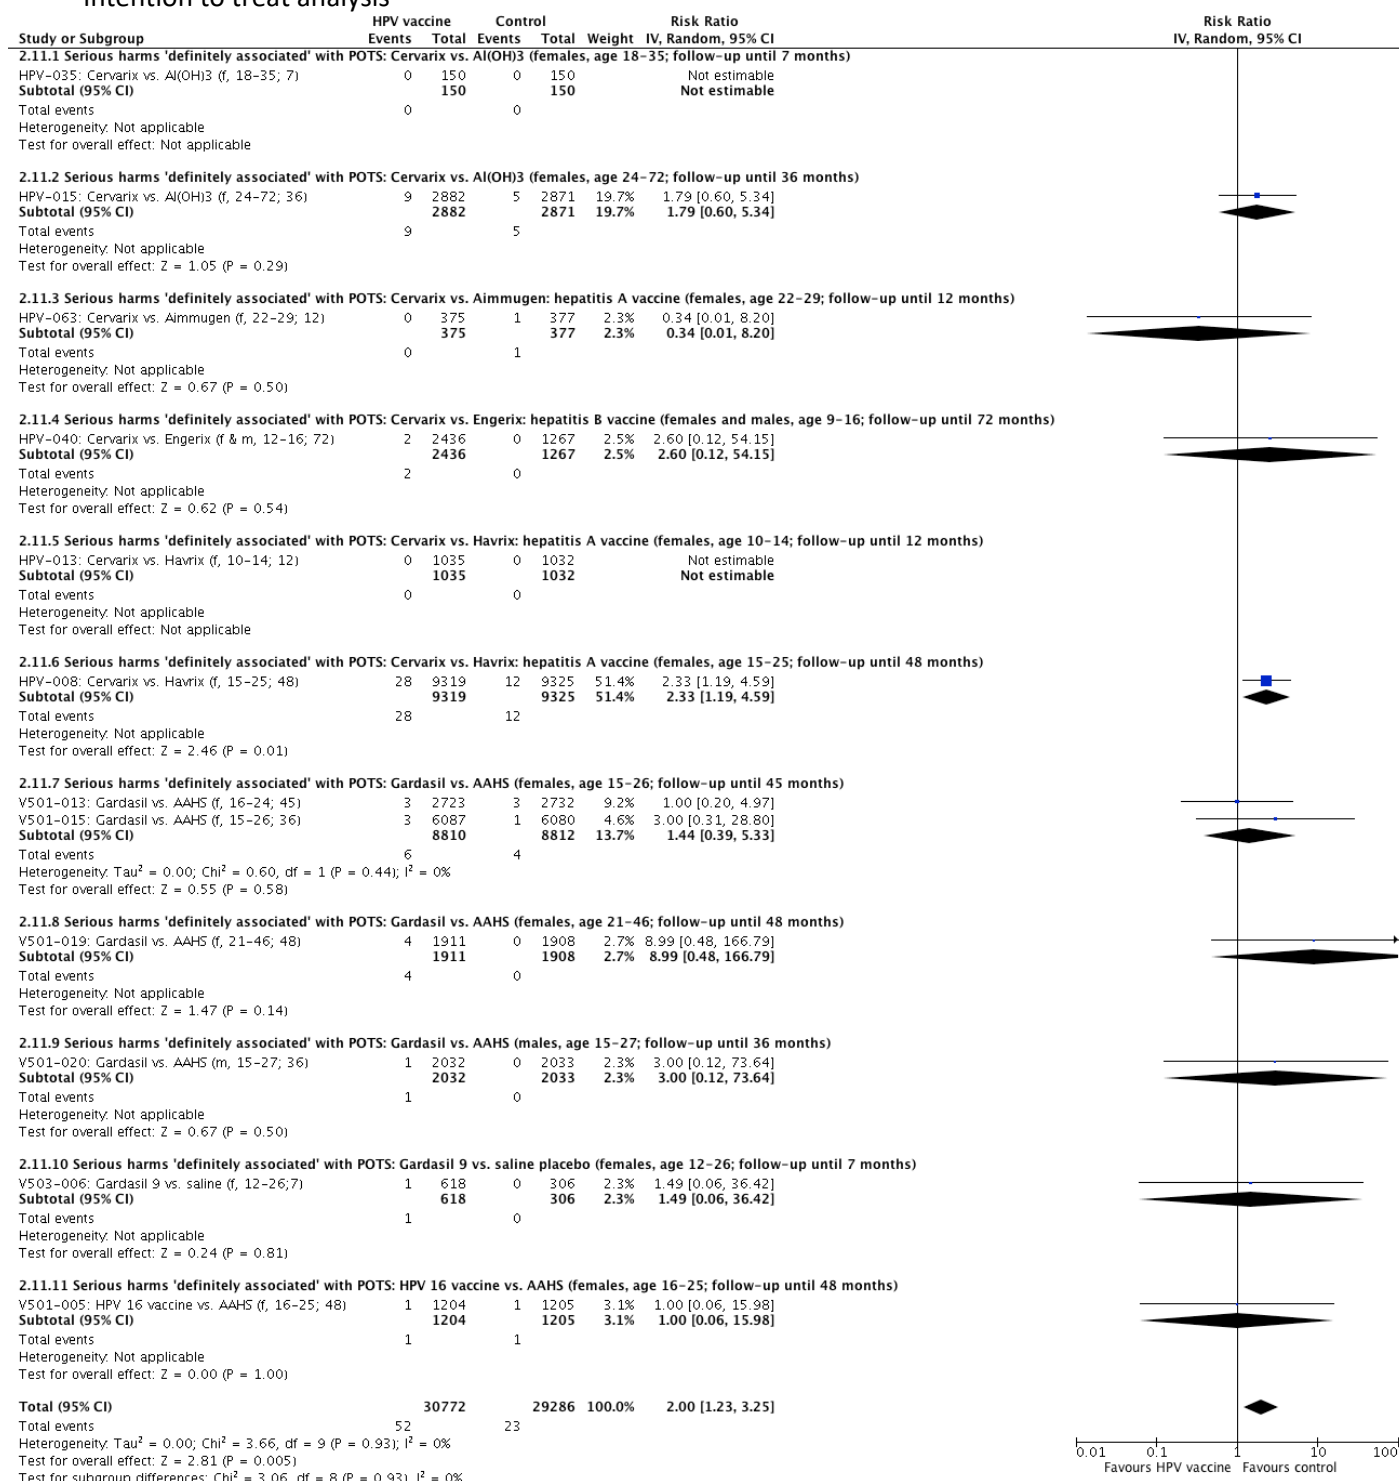 Intention to treat analysis
HPV vaccine Control Risk Ratio Risk Ratio
Study or Subgroup Events Total Events Total Weight IV, Random, 95% CI IV, Random, 95% CI
2.11.1 Serious harms 'definitely associated' with POTS: Cervarix vs. Al(OH)3 (females, age 18-35; follow-up until 7 months)
HPV-035: Cervarix vs. Al(OH)3 (f, 18-35; 7) 0 150 0 150 Not estimable
Subtotal (95% CI) 150 150 Not estimable
Total events 0 0
Heterogeneity: Not applicable
Test for overall effect: Not applicable
2.11.2 Serious harms 'definitely associated' with POTS: Cervarix vs. Al(OH)3 (females, age 24-72; follow-up until 36 months)
HPV-015: Cervarix vs. Al(OH)3 (f, 24-72; 36) 9 2882 5 2871 19.7% 1.79 [0.60, 5.34]
Subtotal (95% CI) 2882 2871 19.7% 1.79 [0.60, 5.34]
Total events 9 5
Heterogeneity: Not applicable
Test for overall effect: Z = 1.05 (P = 0.29)
2.11.3 Serious harms 'definitely associated' with POTS: Cervarix vs. Aimmugen: hepatitis A vaccine (females, age 22-29; follow-up until 12 months)
HPV-063: Cervarix vs. Aimmugen (f, 22-29; 12) 0 375 1 377 2.3% 0.34 [0.01, 8.20]
Subtotal (95% CI) 375 377 2.3% 0.34 [0.01, 8.20]
Total events 0 1
Heterogeneity: Not applicable
Test for overall effect: Z = 0.67 (P = 0.50)
2.11.4 Serious harms 'definitely associated' with POTS: Cervarix vs. Engerix: hepatitis B vaccine (females and males, age 9-16; follow-up until 72 months)
HPV-040: Cervarix vs. Engerix (f & m, 12-16; 72) 2 2436 0 1267 2.5% 2.60 [0.12, 54.15]
Subtotal (95% CI) 2436 1267 2.5% 2.60 [0.12, 54.15]
Total events 2 0
Heterogeneity: Not applicable
Test for overall effect: Z = 0.62 (P = 0.54)
2.11.5 Serious harms 'definitely associated' with POTS: Cervarix vs. Havrix: hepatitis A vaccine (females, age 10-14; follow-up until 12 months)
HPV-013: Cervarix vs. Havrix (f, 10-14; 12) 0 1035 0 1032 Not estimable
Subtotal (95% CI) 1035 1032 Not estimable
Total events 0 0
Heterogeneity: Not applicable
Test for overall effect: Not applicable
2.11.6 Serious harms 'definitely associated' with POTS: Cervarix vs. Havrix: hepatitis A vaccine (females, age 15-25; follow-up until 48 months)
HPV-008: Cervarix vs. Havrix (f, 15-25; 48) 28 9319 12 9325 51.4% 2.33 [1.19, 4.59]
Subtotal (95% CI) 9319 9325 51.4% 2.33 [1.19, 4.59]
Total events 28 12
Heterogeneity: Not applicable
Test for overall effect: Z = 2.46 (P = 0.01)
2.11.7 Serious harms 'definitely associated' with POTS: Gardasil vs. AAHS (females, age 15-26; follow-up until 45 months)
V501-013: Gardasil vs. AAHS (f, 16-24; 45) 3 2723 3 2732 9.2% 1.00 [0.20, 4.97]
V501-015: Gardasil vs. AAHS (f, 15-26; 36) 3 6087 1 6080 4.6% 3.00 [0.31, 28.80]
Subtotal (95% CI) 8810 8812 13.7% 1.44 [0.39, 5.33]
Total events 6 4
Heterogeneity: Tau² = 0.00; Chi² = 0.60, df = 1 (P = 0.44); I² = 0%
Test for overall effect: Z = 0.55 (P = 0.58)
2.11.8 Serious harms 'definitely associated' with POTS: Gardasil vs. AAHS (females, age 21-46; follow-up until 48 months)
V501-019: Gardasil vs. AAHS (f, 21-46; 48) 4 1911 0 1908 2.7% 8.99 [0.48, 166.79]
Subtotal (95% CI) 1911 1908 2.7% 8.99 [0.48, 166.79]
Total events 4 0
Heterogeneity: Not applicable
Test for overall effect: Z = 1.47 (P = 0.14)
2.11.9 Serious harms 'definitely associated' with POTS: Gardasil vs. AAHS (males, age 15-27; follow-up until 36 months)
V501-020: Gardasil vs. AAHS (m, 15-27; 36) 1 2032 0 2033 2.3% 3.00 [0.12, 73.64]
Subtotal (95% CI) 2032 2033 2.3% 3.00 [0.12, 73.64]
Total events 1 0
Heterogeneity: Not applicable
Test for overall effect: Z = 0.67 (P = 0.50)
2.11.10 Serious harms 'definitely associated' with POTS: Gardasil 9 vs. saline placebo (females, age 12-26; follow-up until 7 months)
V503-006: Gardasil 9 vs. saline (f, 12-26;7) 1 618 0 306 2.3% 1.49 [0.06, 36.42]
Subtotal (95% CI) 618 306 2.3% 1.49 [0.06, 36.42]
Total events 1 0
Heterogeneity: Not applicable
Test for overall effect: Z = 0.24 (P = 0.81)
2.11.11 Serious harms 'definitely associated' with POTS: HPV 16 vaccine vs. AAHS (females, age 16-25; follow-up until 48 months)
V501-005: HPV 16 vaccine vs. AAHS (f, 16-25; 48) 1 1204 1 1205 3.1% 1.00 [0.06, 15.98]
Subtotal (95% CI) 1204 1205 3.1% 1.00 [0.06, 15.98]
Total events 1 1
Heterogeneity: Not applicable
Test for overall effect: Z = 0.00 (P = 1.00)
Total (95% CI) 30772 29286 100.0% 2.00 [1.23, 3.25]
Total events 52 23
Heterogeneity: Tau² = 0.00; Chi² = 3.66, df = 9 (P = 0.93); I² = 0%
Test for overall effect: Z = 2.81 (P = 0.005)
Test for subgroup differences: Chi² = 3.06, df = 8 (P = 0.93), I² = 0%
0.01 0.1 1 10 100
Favours HPV vaccine Favours control